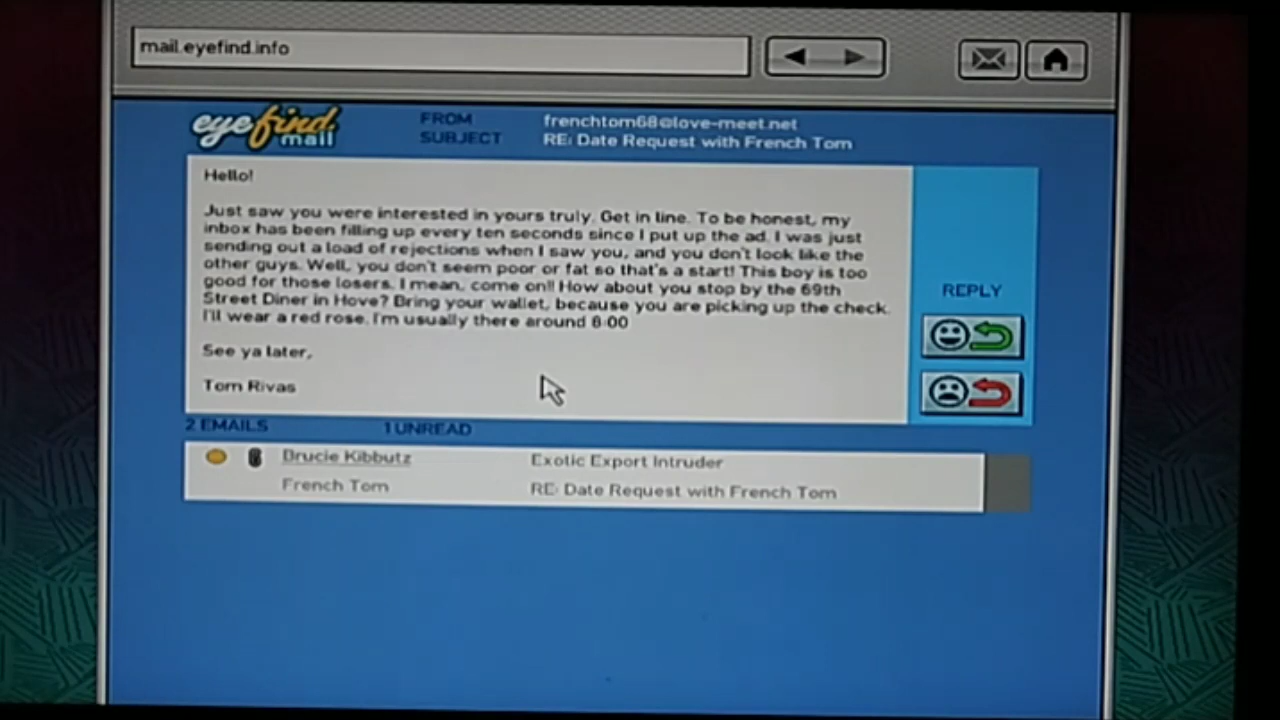 mail.eyefind.info
eyefind
mail
FROM frenchtom68@love-meet.net
SUBJECT RE: Date Request with French Tom
Hello!
Just saw you were interested in yours truly. Get in line. To be honest, my
inbox has been filling up every ten seconds since I put up the ad. I was just
sending out a load of rejections when I saw you, and you don't look like the
other guys. Well, you don't seem poor or fat so that's a start! This boy is too
good for those losers. I mean, come on!! How about you stop by the 69th
Street Diner in Hove? Bring your wallet, because you are picking up the check.
I'll wear a red rose. I'm usually there around 8:00
See ya later,
Tom Rivas
REPLY
2 EMAILS 1 UNREAD
Brucie Kibbutz Exotic Export Intruder
French Tom RE: Date Request with French Tom